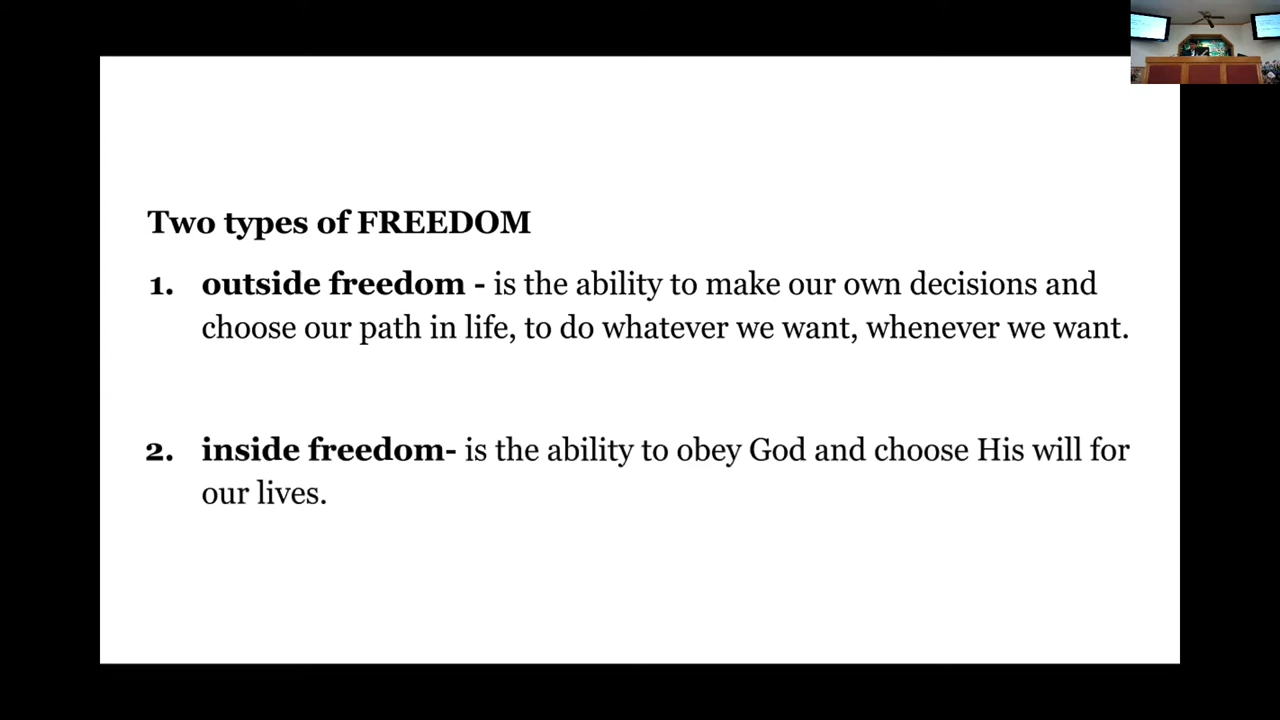 Two types of FREEDOM
1. outside freedom - is the ability to make our own decisions and
choose our path in life, to do whatever we want, whenever we want.
2. inside freedom- is the ability to obey God and choose His will for
our lives.